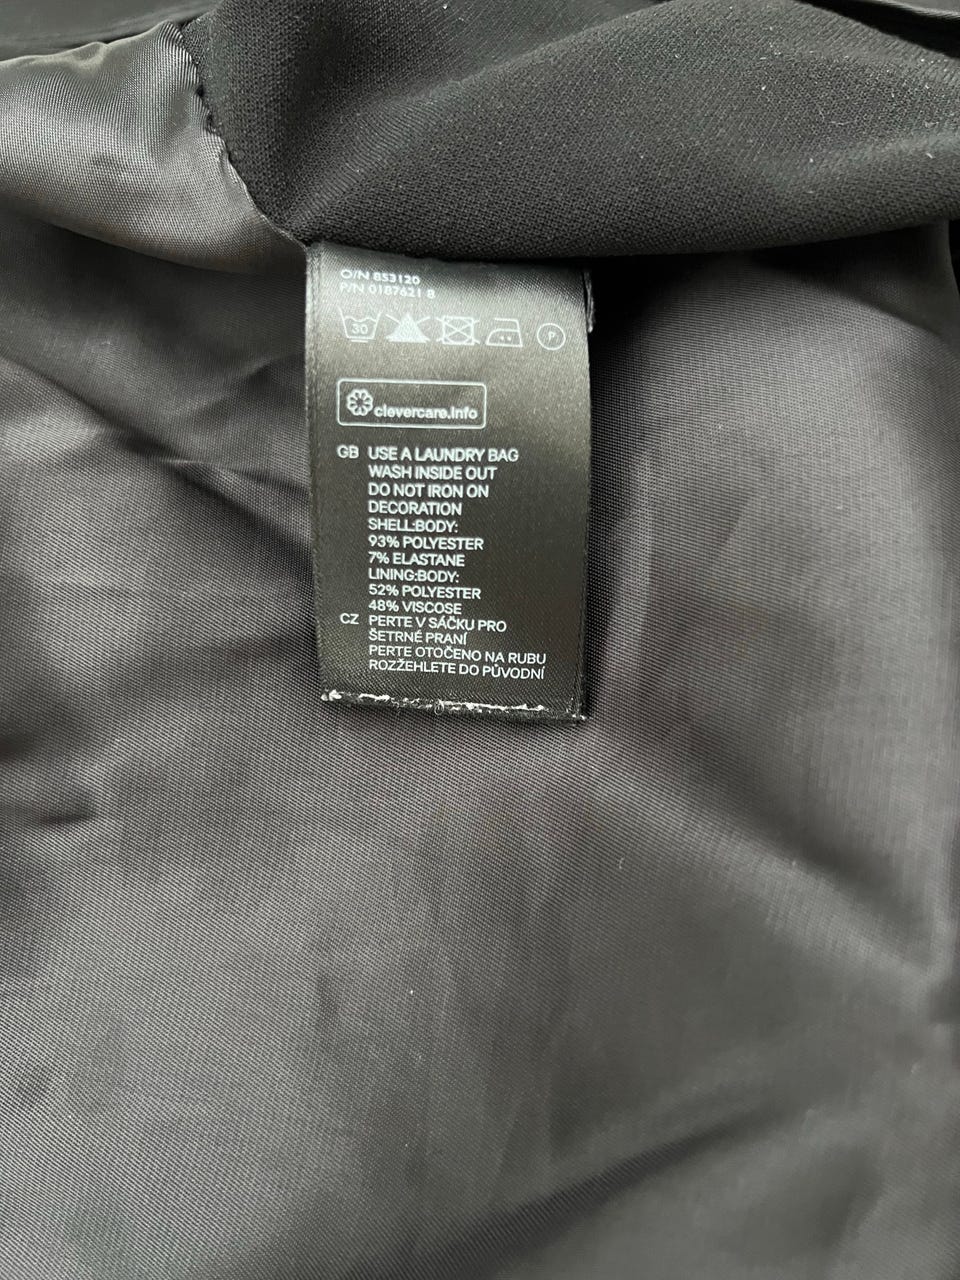 O/N 853120
P/N 0187621 8
30 P
clevercare.info
GB USE A LAUNDRY BAG
WASH INSIDE OUT
DO NOT IRON ON
DECORATION
SHELL:BODY:
93% POLYESTER
7% ELASTANE
LINING:BODY:
52% POLYESTER
48% VISCOSE
CZ PERTE V SÁČKU PRO
ŠETRNÉ PRANÍ
PERTE OTOČENO NA RUBU
ROZŽEHLETE DO PŮVODNÍ